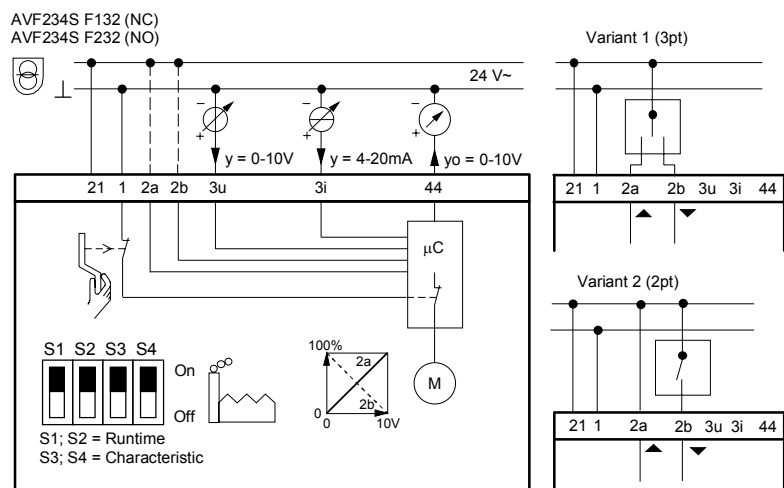 AVF234S F132 (NC)
AVF234S F232 (NO)
24 V~
y = 0-10V
y = 4-20mA
yo = 0-10V
21 1 2a 2b 3u 3i 44
µC
M
S1 S2 S3 S4
On
Off
S1; S2 = Runtime
S3; S4 = Characteristic
100%
2a
2b
0
0 10V
Variant 1 (3pt)
21 1 2a 2b 3u 3i 44
Variant 2 (2pt)
21 1 2a 2b 3u 3i 44